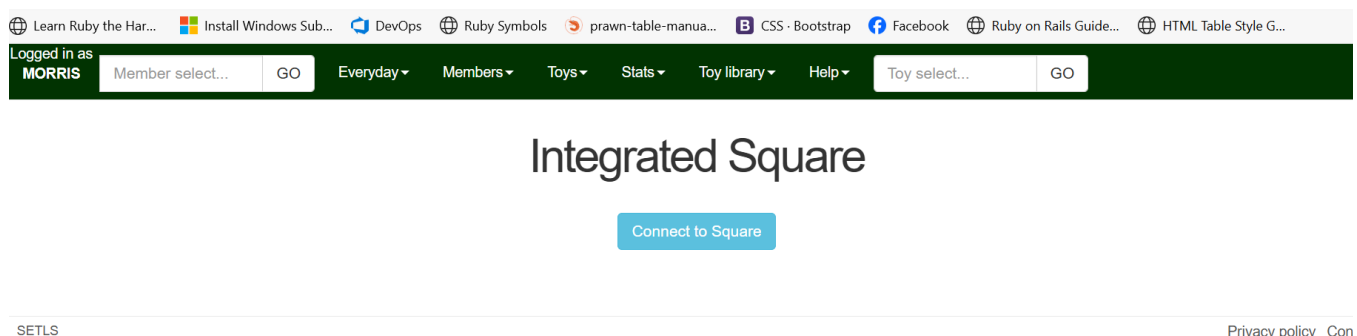 Learn Ruby the Har... Install Windows Sub... DevOps Ruby Symbols prawn-table-manua... CSS · Bootstrap Facebook Ruby on Rails Guide... HTML Table Style G...
Logged in as
MORRIS Member select... GO Everyday Members Toys Stats Toy library Help Toy select... GO
Integrated Square
Connect to Square
SETLS Privacy policy Con